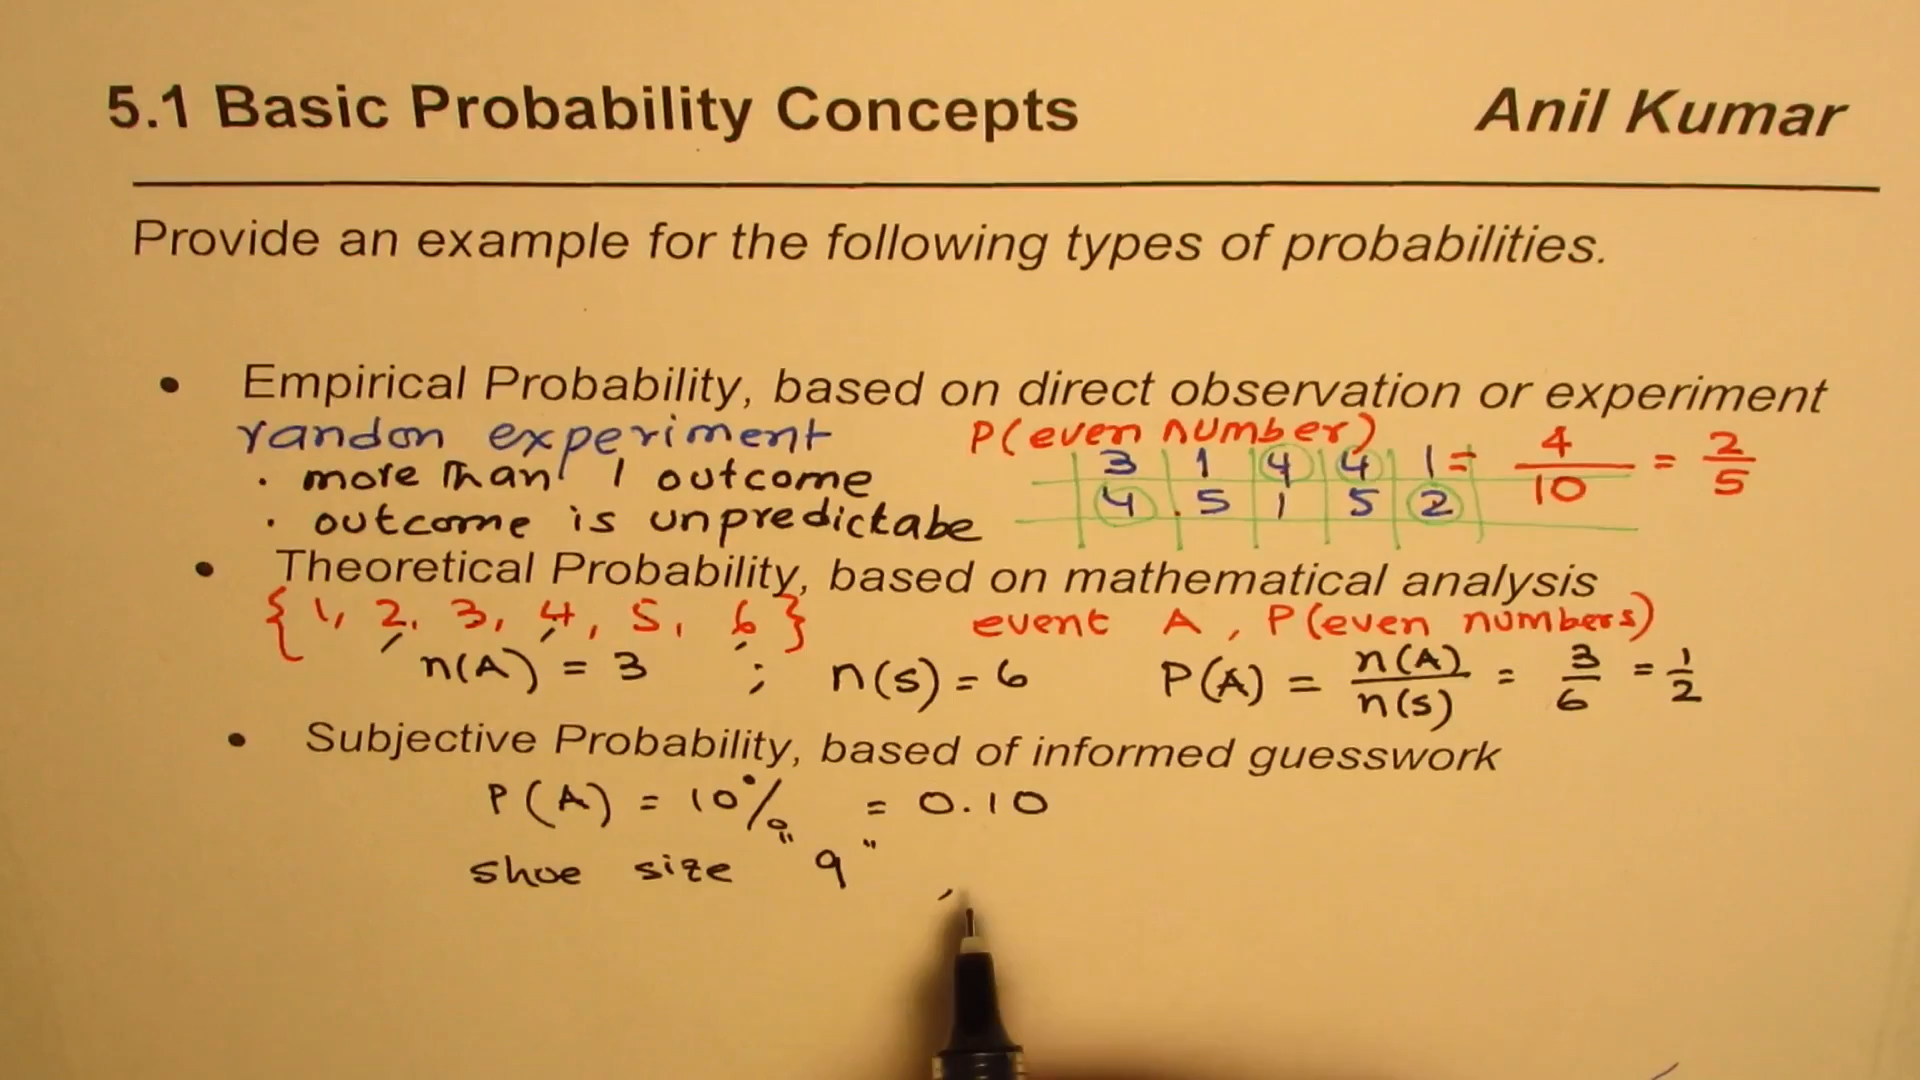 5.1 Basic Probability Concepts Anil Kumar
Provide an example for the following types of probabilities.
• Empirical Probability, based on direct observation or experiment
randon experiment P(even number)
3 1 4 4 1 = 4/10 = 2/5
• more than 1 outcome
4 . 5 1 5 2
• outcome is unpredictabe
• Theoretical Probability, based on mathematical analysis
{ 1, 2, 3, 4, 5, 6 } event A , P(even numbers)
n(A) = 3 ; n(s) = 6 P(A) = n(A)/n(s) = 3/6 = 1/2
• Subjective Probability, based of informed guesswork
P(A) = 10% = 0.10
shoe size " 9 " ,